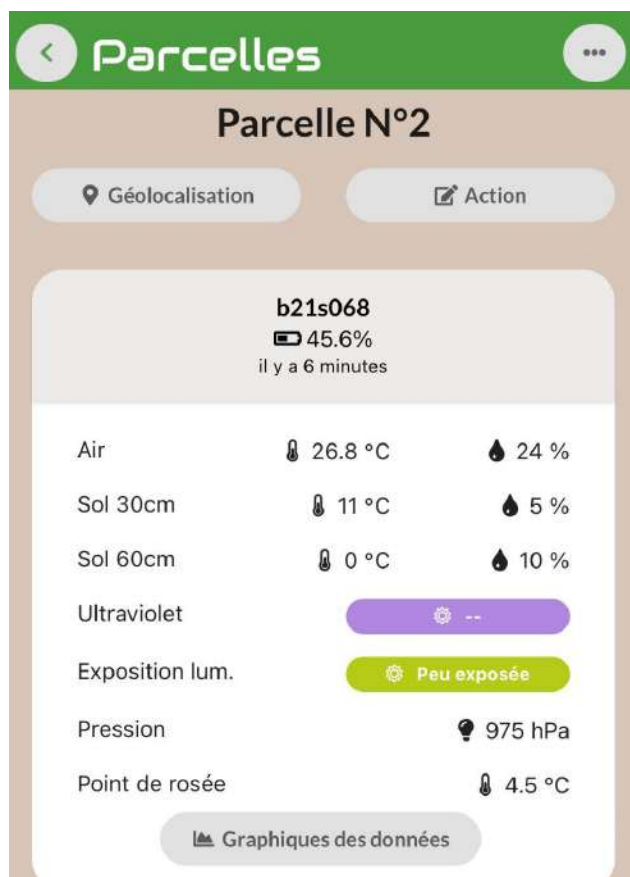 Parcelles
Parcelle N°2
Géolocalisation
Action
b21s068
45.6%
il y a 6 minutes
Air 26.8 °C 24 %
Sol 30cm 11 °C 5 %
Sol 60cm 0 °C 10 %
Ultraviolet --
Exposition lum. Peu exposée
Pression 975 hPa
Point de rosée 4.5 °C
Graphiques des données